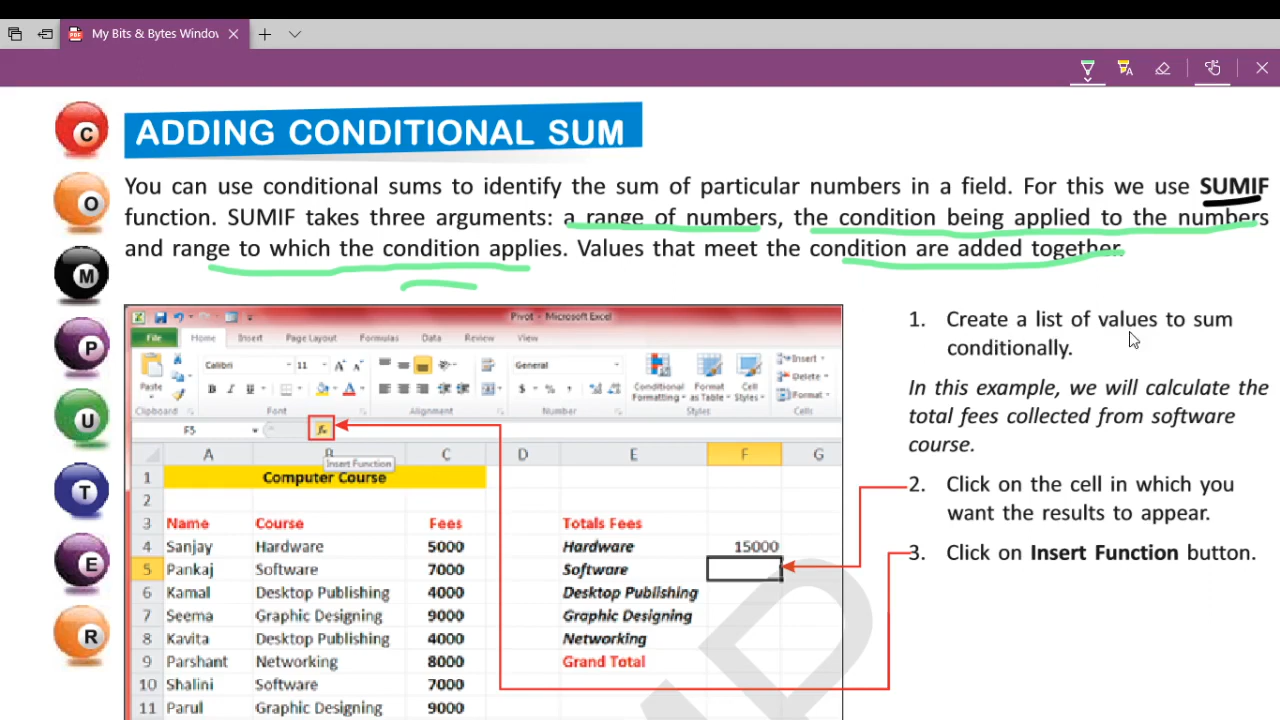 My Bits & Bytes Window
C
O
M
P
U
T
E
R
ADDING CONDITIONAL SUM
You can use conditional sums to identify the sum of particular numbers in a field. For this we use SUMIF
function. SUMIF takes three arguments: a range of numbers, the condition being applied to the numbers
and range to which the condition applies. Values that meet the condition are added together.
Pivot - Microsoft Excel
File Home Insert Page Layout Formulas Data Review View
Calibri 11 General Insert
Paste Conditional Format Cell Delete
B I U $ % Formatting as Table Styles Format
Clipboard Font Alignment Number Styles Cells
F5 fx
Insert Function
A B C D E F G
1 Computer Course
2
3 Name Course Fees Totals Fees
4 Sanjay Hardware 5000 Hardware 15000
5 Pankaj Software 7000 Software
6 Kamal Desktop Publishing 4000 Desktop Publishing
7 Seema Graphic Designing 9000 Graphic Designing
8 Kavita Desktop Publishing 4000 Networking
9 Parshant Networking 8000 Grand Total
10 Shalini Software 7000
11 Parul Graphic Designing 9000
1. Create a list of values to sum
conditionally.
In this example, we will calculate the
total fees collected from software
course.
2. Click on the cell in which you
want the results to appear.
3. Click on Insert Function button.